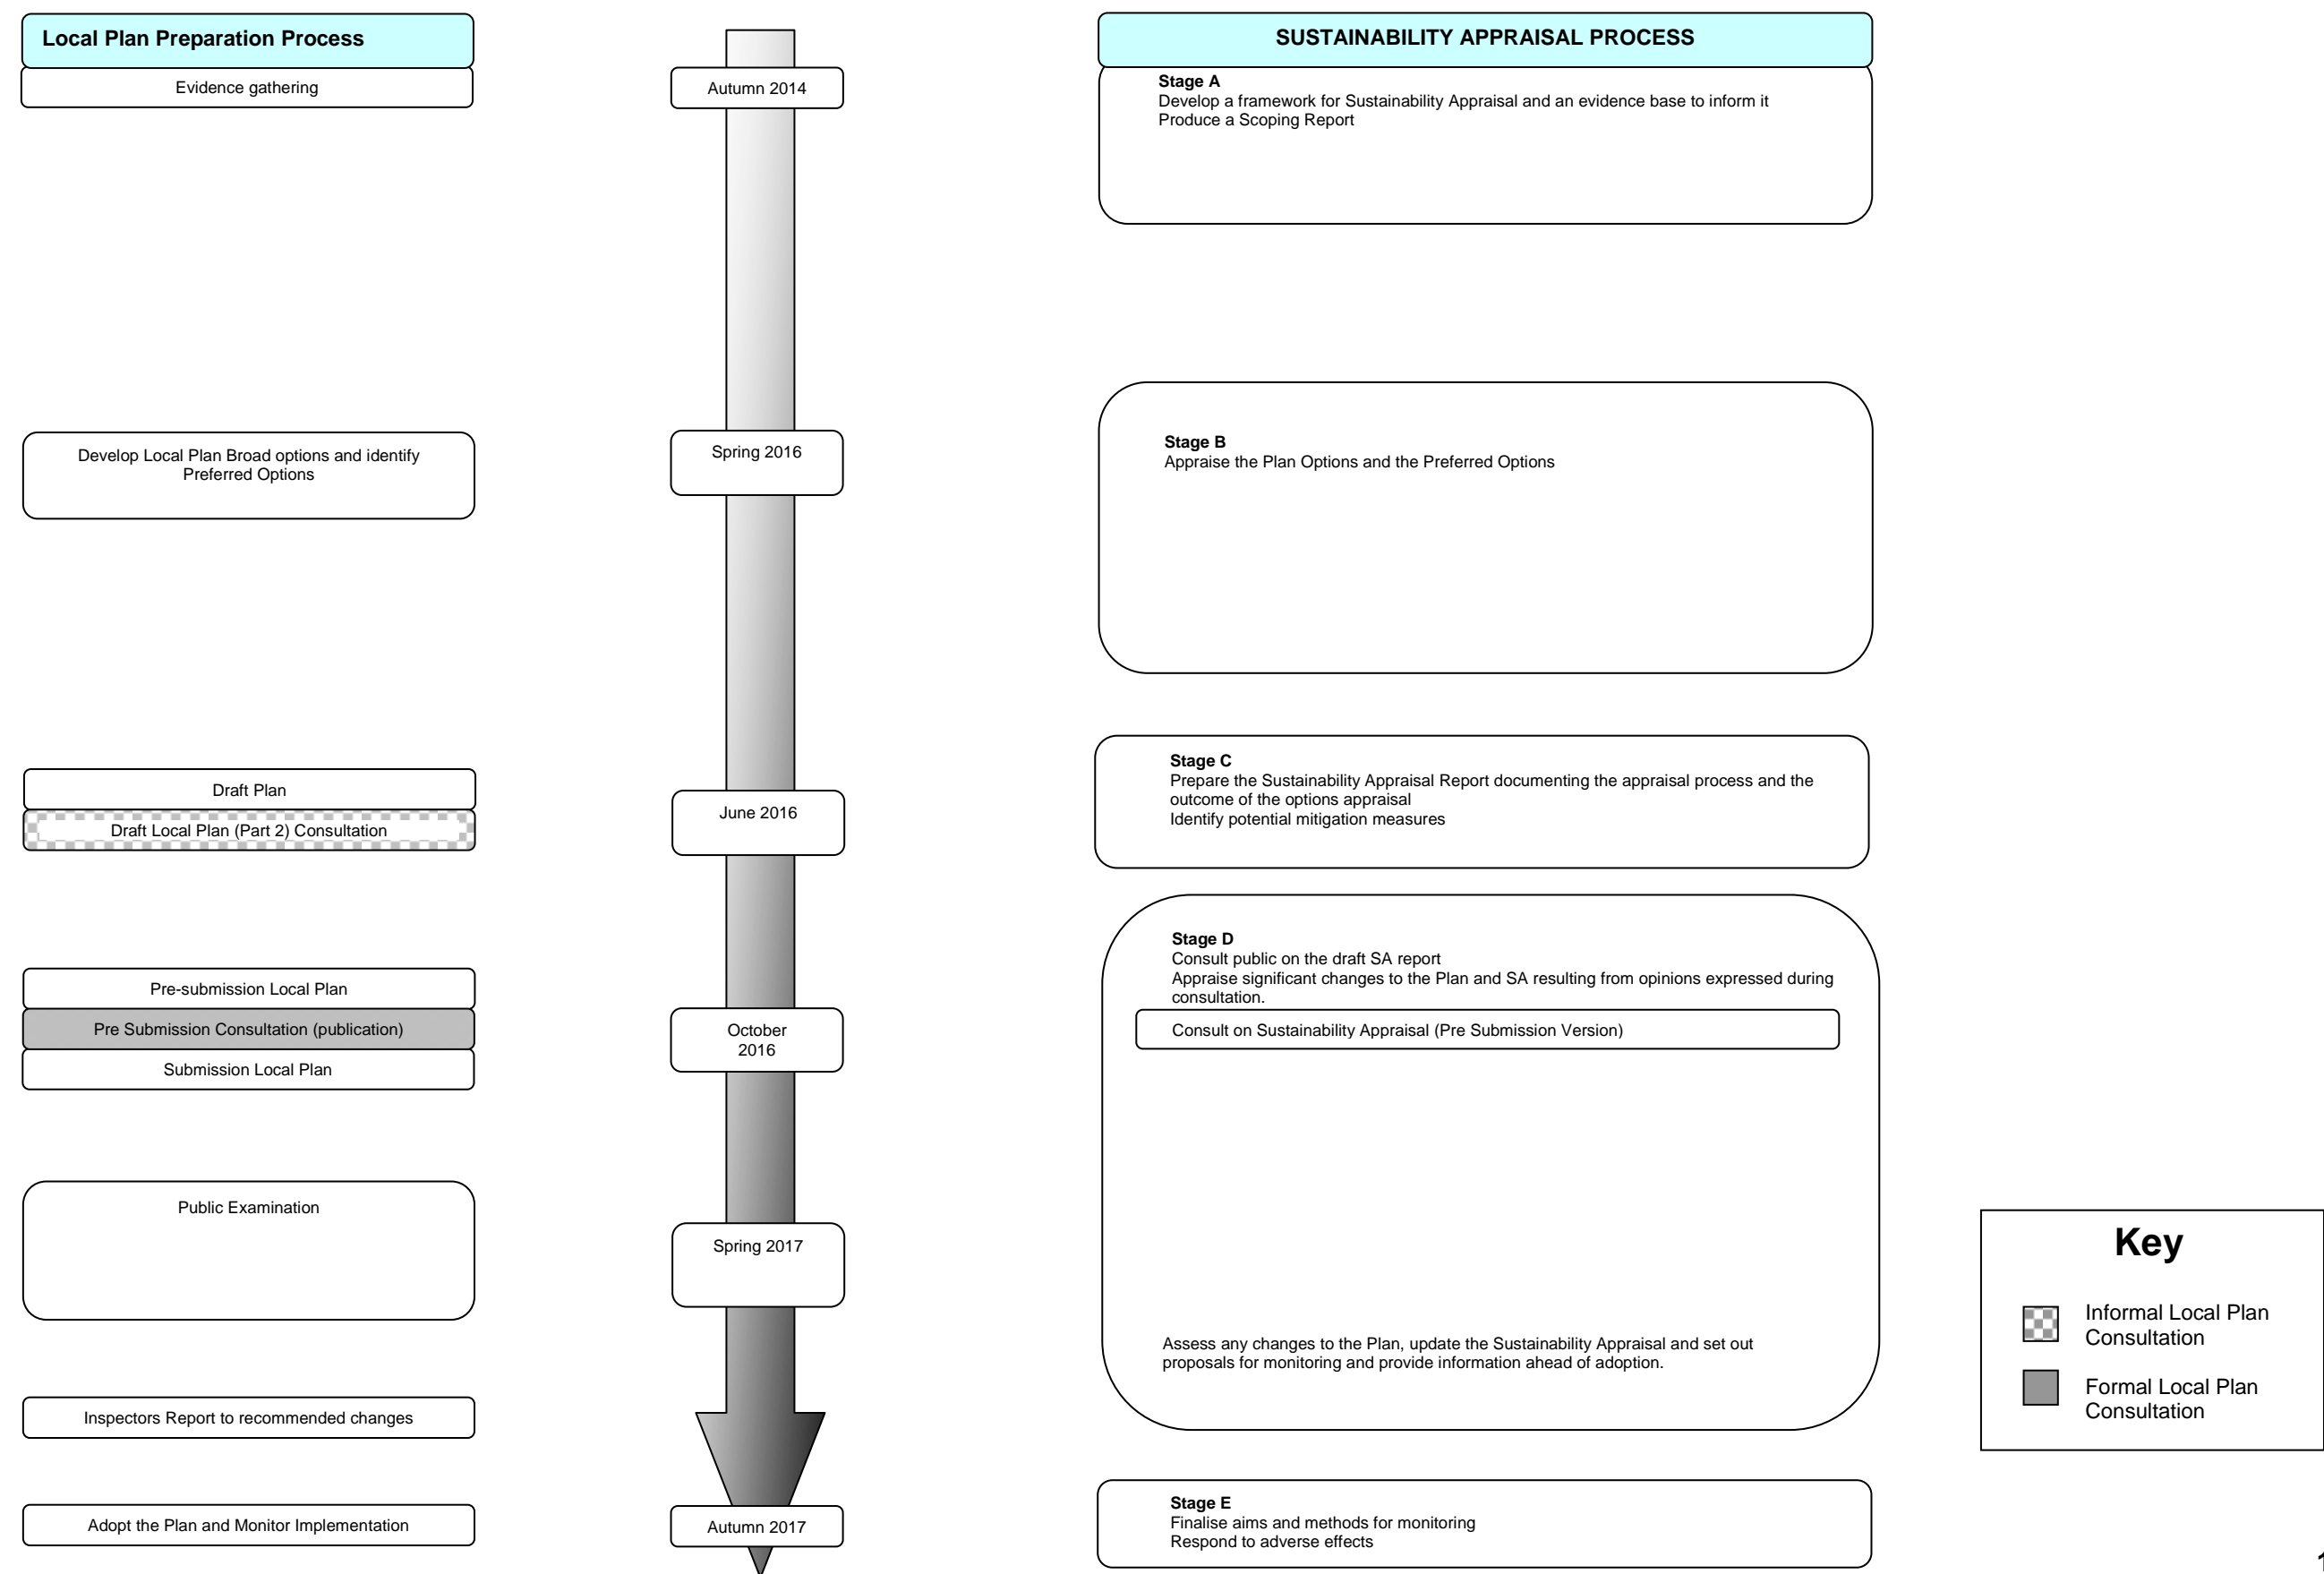 Local Plan Preparation Process
Evidence gathering
Develop Local Plan Broad options and identify
Preferred Options
Draft Plan
Draft Local Plan (Part 2) Consultation
Pre-submission Local Plan
Pre Submission Consultation (publication)
Submission Local Plan
Public Examination
Inspectors Report to recommended changes
Adopt the Plan and Monitor Implementation
Autumn 2014
Spring 2016
June 2016
October
2016
Spring 2017
Autumn 2017
SUSTAINABILITY APPRAISAL PROCESS
Stage A
Develop a framework for Sustainability Appraisal and an evidence base to inform it
Produce a Scoping Report
Stage B
Appraise the Plan Options and the Preferred Options
Stage C
Prepare the Sustainability Appraisal Report documenting the appraisal process and the
outcome of the options appraisal
Identify potential mitigation measures
Stage D
Consult public on the draft SA report
Appraise significant changes to the Plan and SA resulting from opinions expressed during
consultation.
Consult on Sustainability Appraisal (Pre Submission Version)
Assess any changes to the Plan, update the Sustainability Appraisal and set out
proposals for monitoring and provide information ahead of adoption.
Stage E
Finalise aims and methods for monitoring
Respond to adverse effects
Key
Informal Local Plan
Consultation
Formal Local Plan
Consultation